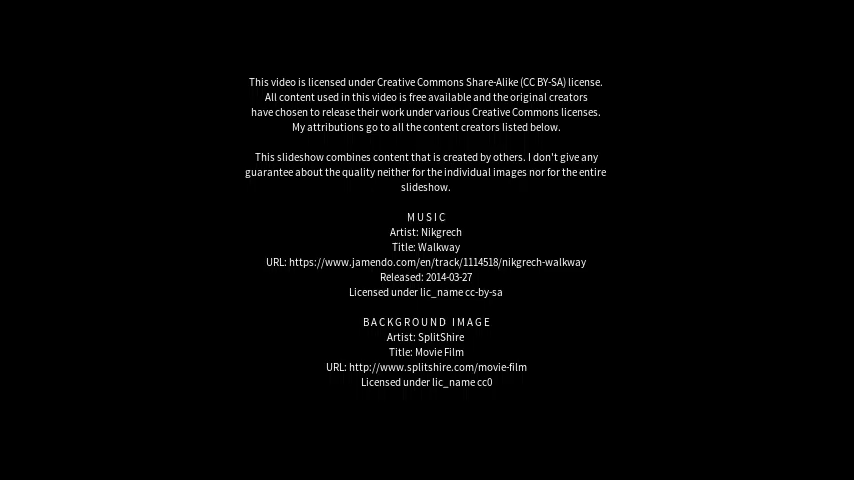 This video is licensed under Creative Commons Share-Alike (CC BY-SA) license.
All content used in this video is free available and the original creators
have chosen to release their work under various Creative Commons licenses.
My attributions go to all the content creators listed below.
This slideshow combines content that is created by others. I don't give any
guarantee about the quality neither for the individual images nor for the entire
slideshow.
MUSIC
Artist: Nikgrech
Title: Walkway
URL: https://www.jamendo.com/en/track/1114518/nikgrech-walkway
Released: 2014-03-27
Licensed under lic_name cc-by-sa
BACKGROUND IMAGE
Artist: SplitShire
Title: Movie Film
URL: http://www.splitshire.com/movie-film
Licensed under lic_name cc0